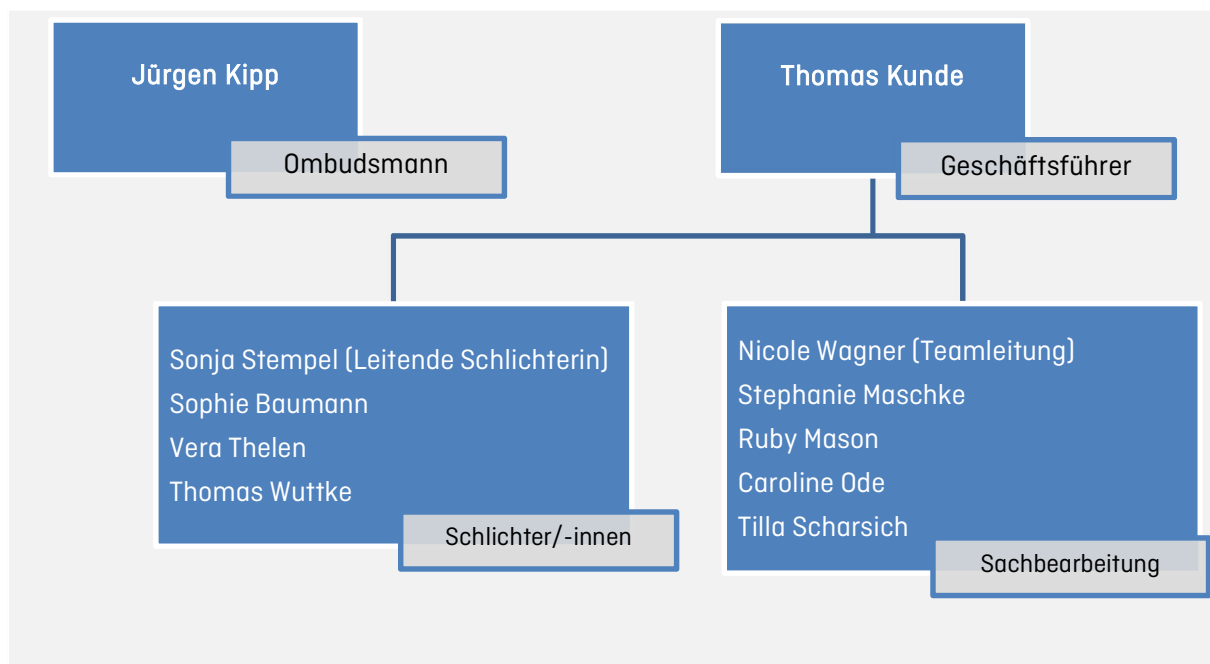 Jürgen Kipp
Ombudsmann
Thomas Kunde
Geschäftsführer
Sonja Stempel (Leitende Schlichterin)
Sophie Baumann
Vera Thelen
Thomas Wuttke
Schlichter/-innen
Nicole Wagner (Teamleitung)
Stephanie Maschke
Ruby Mason
Caroline Ode
Tilla Scharsich
Sachbearbeitung